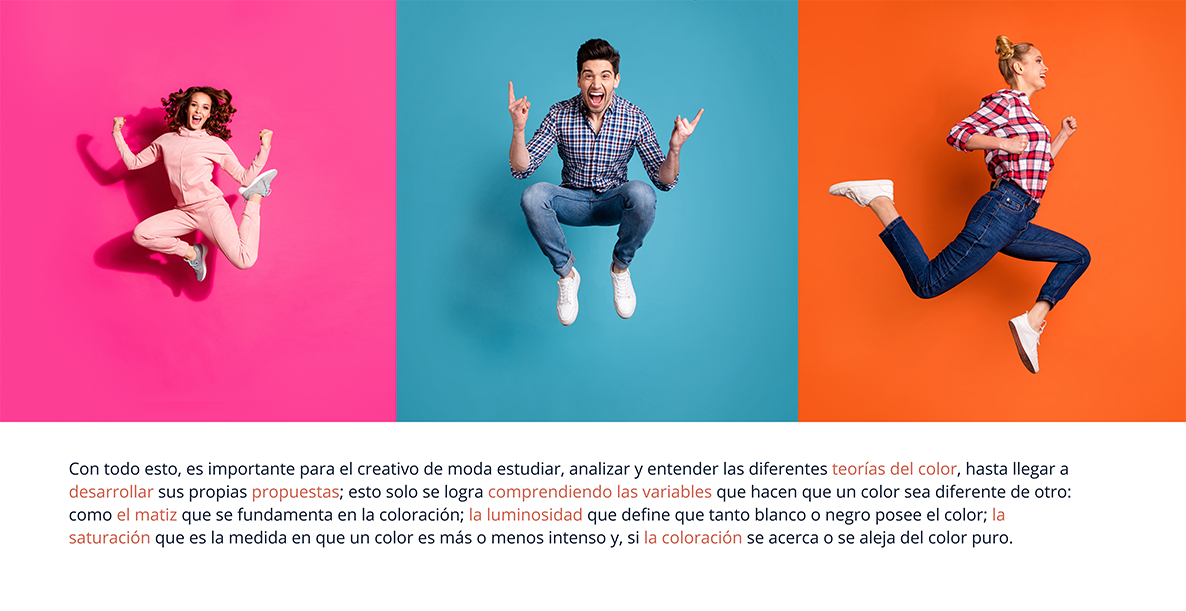 Con todo esto, es importante para el creativo de moda estudiar, analizar y entender las diferentes teorías del color, hasta llegar a
desarrollar sus propias propuestas; esto solo se logra comprendiendo las variables que hacen que un color sea diferente de otro:
como el matiz que se fundamenta en la coloración; la luminosidad que define que tanto blanco o negro posee el color; la
saturación que es la medida en que un color es más o menos intenso y, si la coloración se acerca o se aleja del color puro.